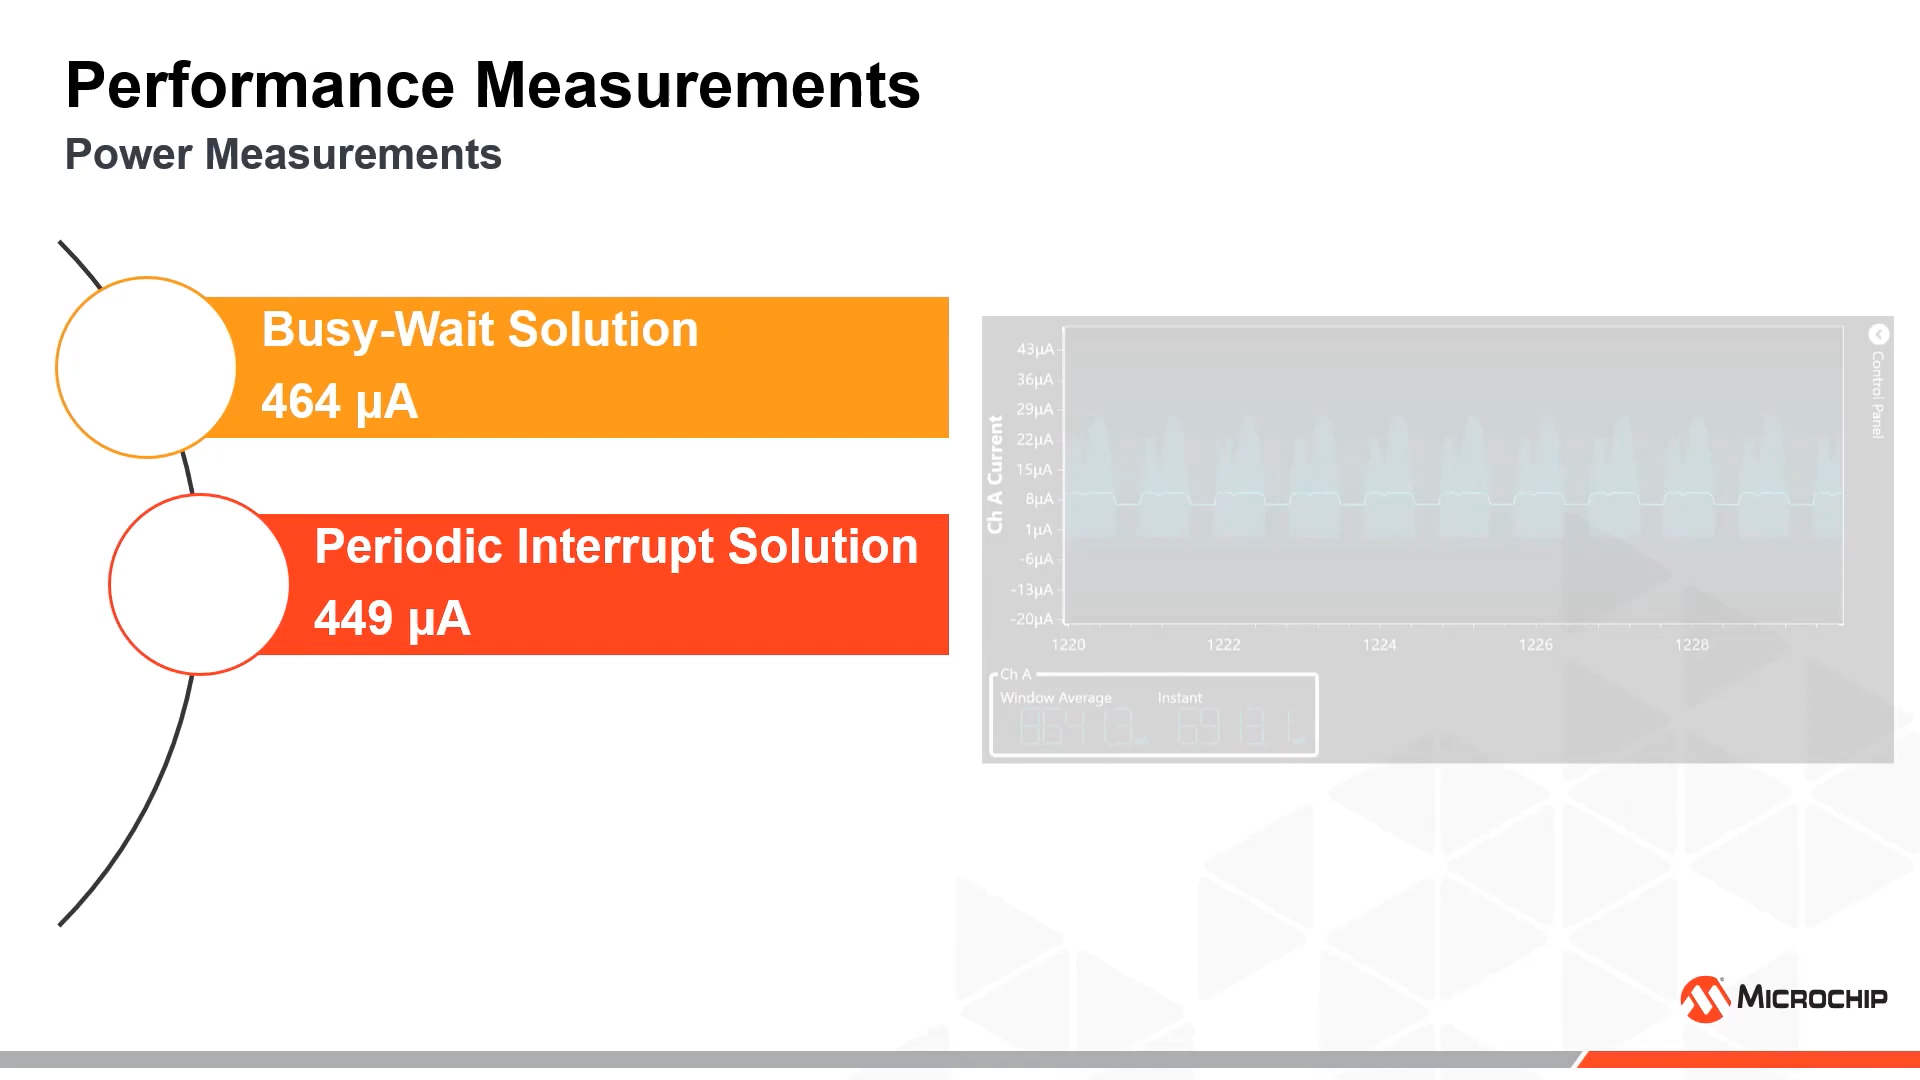 Performance Measurements
Power Measurements
Busy-Wait Solution
464 µA
Periodic Interrupt Solution
449 µA
Ch A Current
43µA
36µA
29µA
22µA
15µA
8µA
1µA
-6µA
-13µA
-20µA
1220 1222 1224 1226 1228
Control Panel
Ch A
Window Average Instant
MICROCHIP